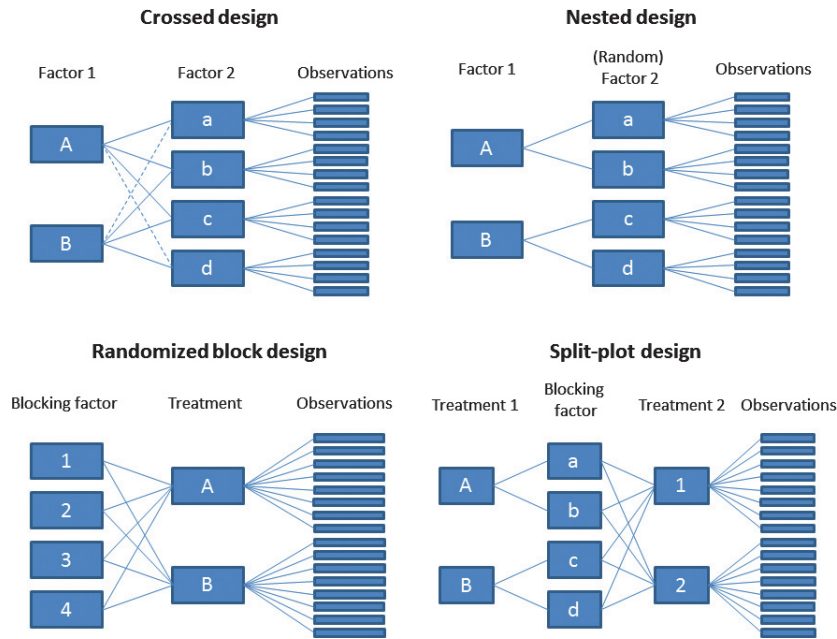 Crossed design
Factor 1 Factor 2 Observations
A
B
a
b
c
d
Nested design
Factor 1 (Random) Factor 2 Observations
A
B
a
b
c
d
Randomized block design
Blocking factor Treatment Observations
1
2
3
4
A
B
Split-plot design
Treatment 1 Blocking factor Treatment 2 Observations
A
B
a
b
c
d
1
2